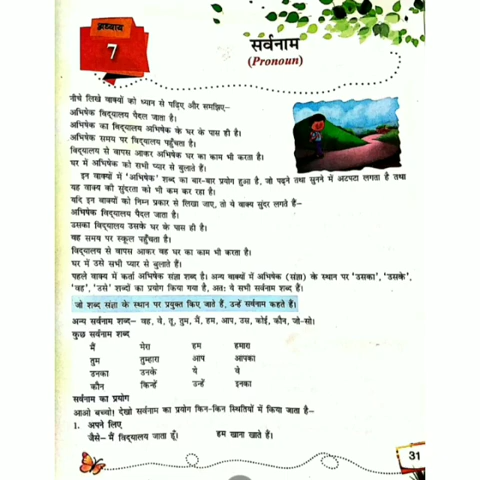 अध्याय
7
सर्वनाम
(Pronoun)
नीचे लिखे वाक्यों को ध्यान से पढ़िए और समझिए–
अभिषेक विद्यालय पैदल जाता है।
अभिषेक का विद्यालय अभिषेक के घर के पास ही है।
अभिषेक समय पर विद्यालय पहुँचता है।
विद्यालय से वापस आकर अभिषेक घर का काम भी करता है।
घर में अभिषेक को सभी प्यार से बुलाते हैं।
इन वाक्यों में 'अभिषेक' शब्द का बार-बार प्रयोग हुआ है, जो पढ़ने तथा सुनने में अटपटा लगता है तथा
यह वाक्य की सुंदरता को भी कम कर रहा है।
यदि इन वाक्यों को निम्न प्रकार से लिखा जाए, तो ये वाक्य सुंदर लगते हैं–
अभिषेक विद्यालय पैदल जाता है।
उसका विद्यालय उसके घर के पास ही है।
वह समय पर स्कूल पहुँचता है।
विद्यालय से वापस आकर वह घर का काम भी करता है।
घर में उसे सभी प्यार से बुलाते हैं।
पहले वाक्य में कर्ता अभिषेक संज्ञा शब्द है। अन्य वाक्यों में अभिषेक (संज्ञा) के स्थान पर 'उसका', 'उसके',
'वह', 'उसे' शब्दों का प्रयोग किया गया है, अतः ये सभी सर्वनाम शब्द हैं।
जो शब्द संज्ञा के स्थान पर प्रयुक्त किए जाते हैं, उन्हें सर्वनाम कहते हैं।
अन्य सर्वनाम शब्द– वह, वे, तू, तुम, मैं, हम, आप, उस, कोई, कौन, जो-सो।
कुछ सर्वनाम शब्द
मैं मेरा हम हमारा
तुम तुम्हारा आप आपका
उनका उनके ये वे
कौन किन्हें उन्हें इनका
सर्वनाम का प्रयोग
आओ बच्चो! देखो सर्वनाम का प्रयोग किन-किन स्थितियों में किया जाता है–
1. अपने लिए
जैसे– मैं विद्यालय जाता हूँ। हम खाना खाते हैं।
31